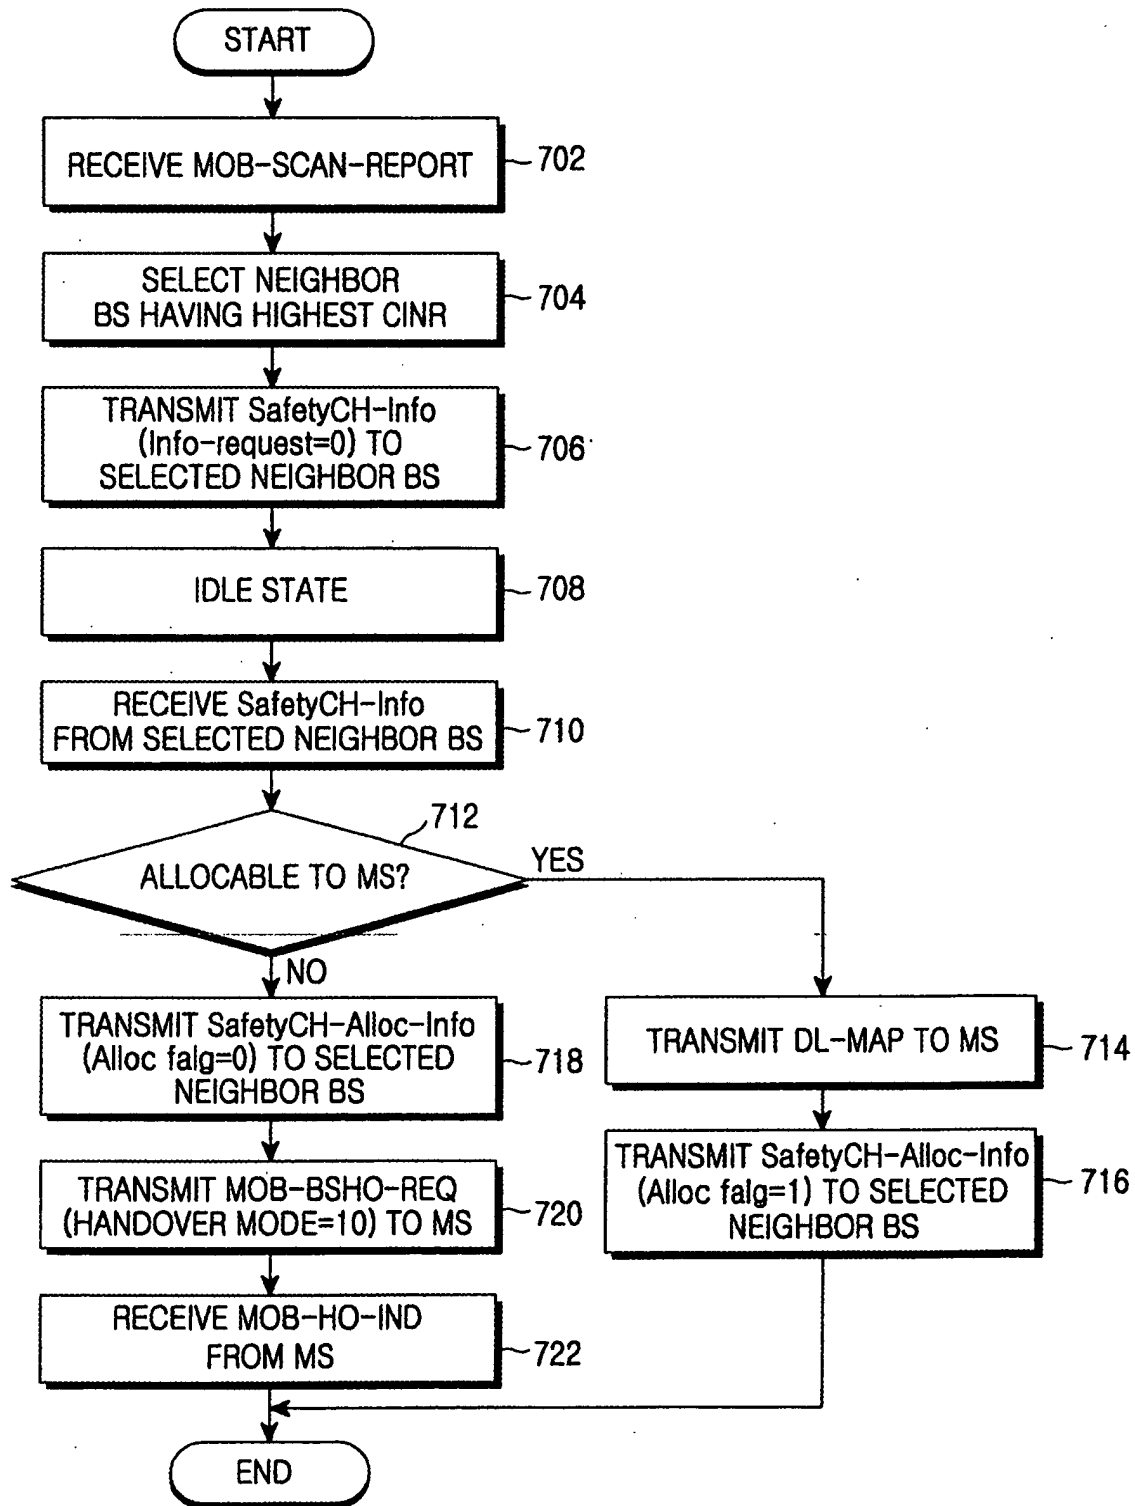 START
RECEIVE MOB-SCAN-REPORT
702
SELECT NEIGHBOR
BS HAVING HIGHEST CINR
704
TRANSMIT SafetyCH-Info
(Info-request=0) TO
SELECTED NEIGHBOR BS
706
IDLE STATE
708
RECEIVE SafetyCH-Info
FROM SELECTED NEIGHBOR BS
710
712
ALLOCABLE TO MS?
YES
NO
TRANSMIT SafetyCH-Alloc-Info
(Alloc falg=0) TO SELECTED
NEIGHBOR BS
718
TRANSMIT DL-MAP TO MS
714
TRANSMIT SafetyCH-Alloc-Info
(Alloc falg=1) TO SELECTED
NEIGHBOR BS
716
TRANSMIT MOB-BSHO-REQ
(HANDOVER MODE=10) TO MS
720
RECEIVE MOB-HO-IND
FROM MS
722
END